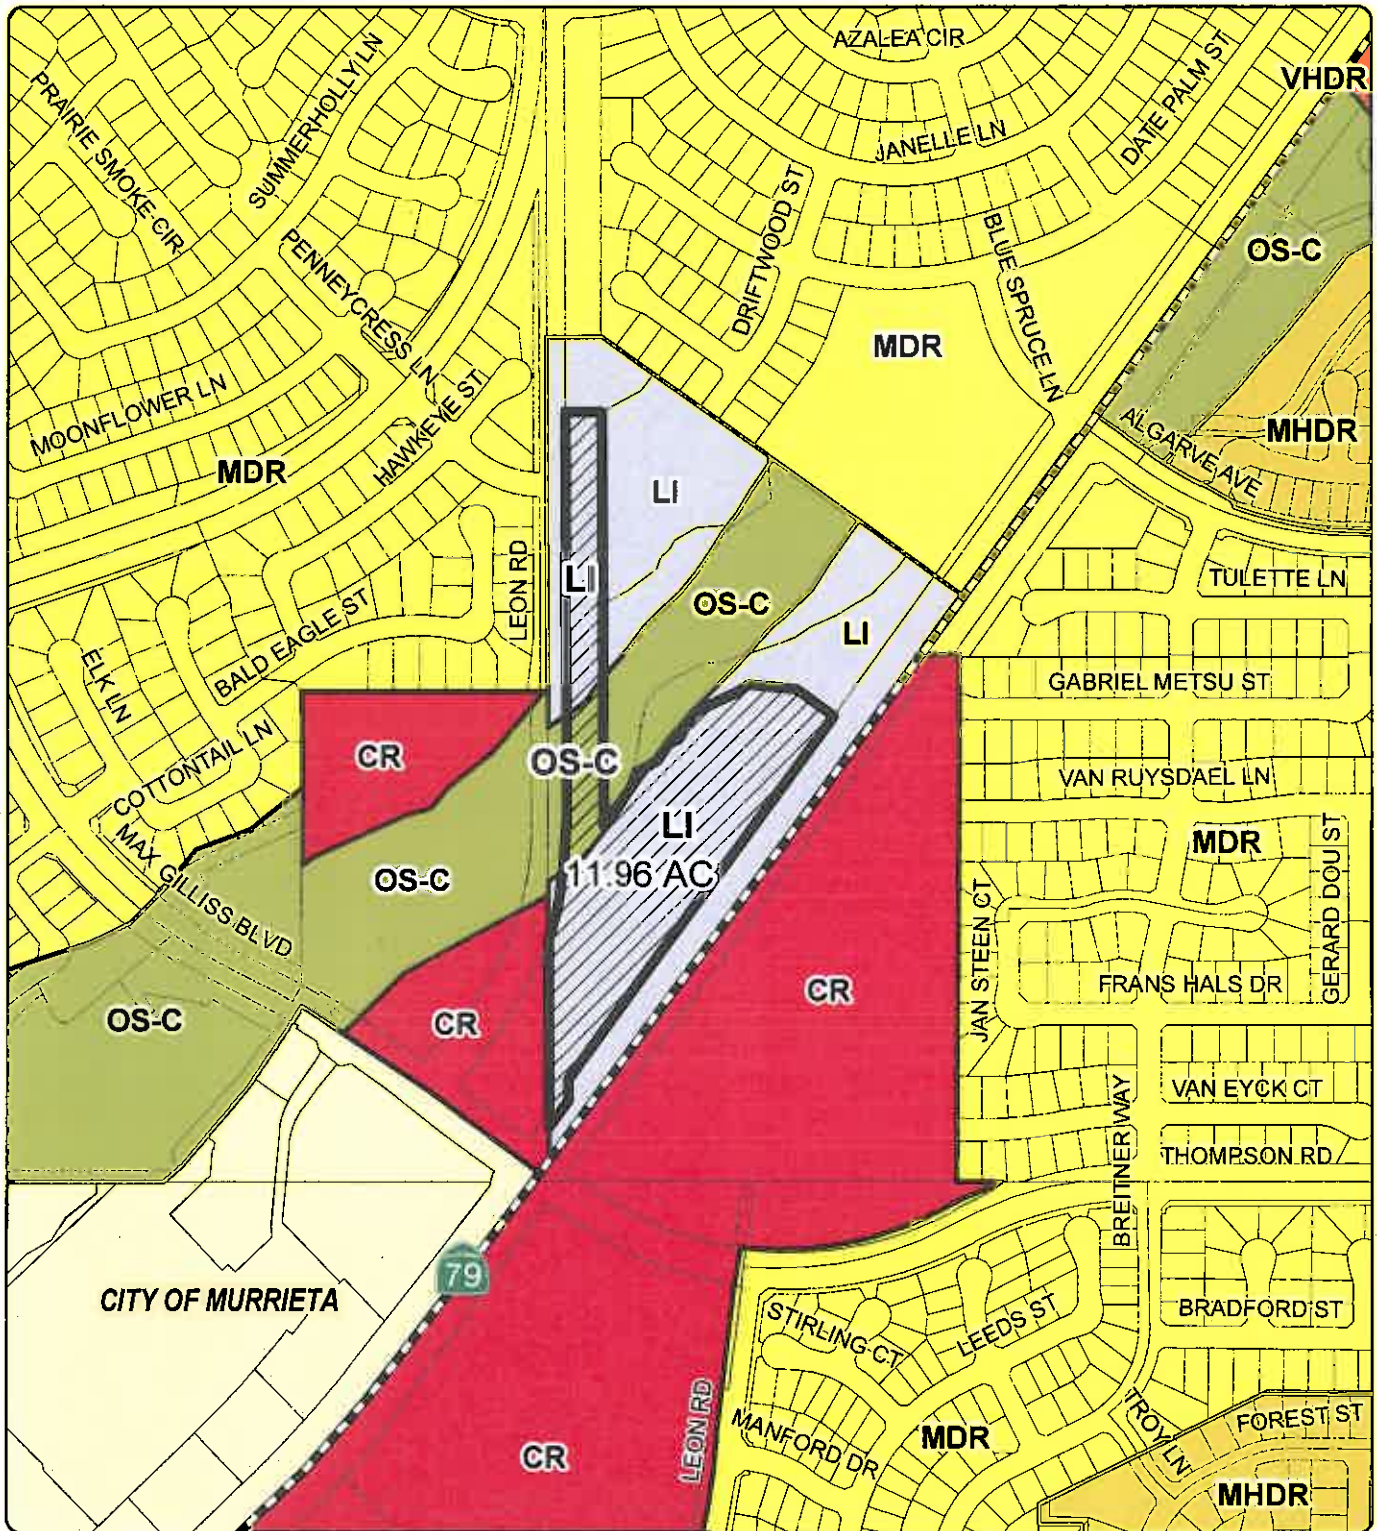 AZALEA CIR
VHDR
PRAIRIE SMOKE CIR
SUMMERHOLLY LN
JANELLE LN
DATE PALM ST
DRIFTWOOD ST
BLUE SPRUCE LN
OS-C
PENNEYCRESS LN
MDR
MOONFLOWER LN
HAWKEYE ST
MDR
ALGARVE AVE
MHDR
LI
LI
LEON RD
OS-C
LI
TULETTE LN
BALD EAGLE ST
ELK LN
GABRIEL METSU ST
COTTONTAIL LN
CR
OS-C
VAN RUYSDAEL LN
MAX GILLISS BLVD
LI
11.96 AC
MDR
GERARD DOU ST
OS-C
JAN STEEN CT
FRANS HALS DR
CR
OS-C
CR
VAN EYCK CT
BREITNER WAY
THOMPSON RD
79
CITY OF MURRIETA
STIRLING CT
LEEDS ST
BRADFORD ST
LEON RD
MANFORD DR
MDR
TROY LN
FOREST ST
CR
MHDR